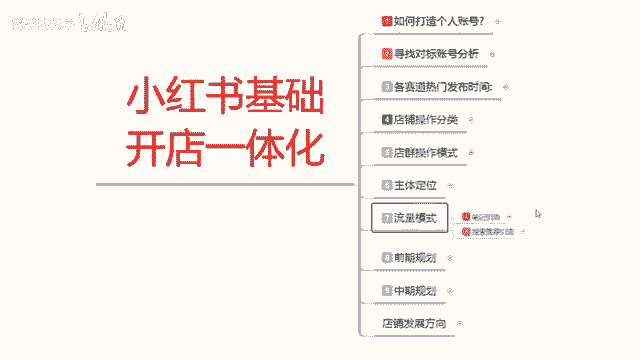 小红书基础
开店一体化
1 如何打造个人账号?
2 寻找对标账号分析
3 各赛道热门发布时间:
4 店铺操作分类
5 店群操作模式
6 主体定位
7 流量模式
8 前期规划
9 中期规划
店铺发展方向